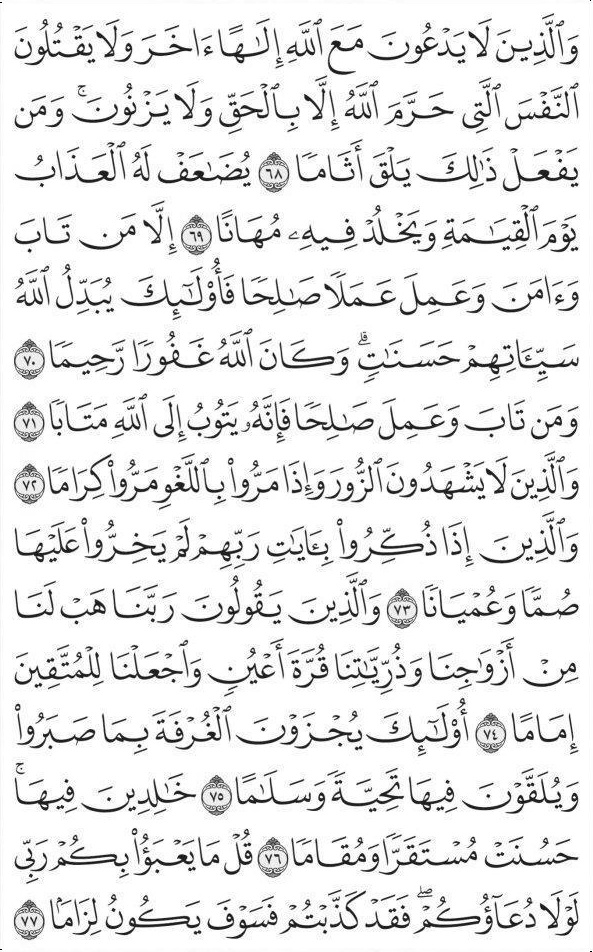 وَٱلَّذِينَ لَا يَدْعُونَ مَعَ ٱللَّهِ إِلَٰهًا ءَاخَرَ وَلَا يَقْتُلُونَ
ٱلنَّفْسَ ٱلَّتِى حَرَّمَ ٱللَّهُ إِلَّا بِٱلْحَقِّ وَلَا يَزْنُونَ ۚ وَمَن
يَفْعَلْ ذَٰلِكَ يَلْقَ أَثَامًا ٦٨ يُضَٰعَفْ لَهُ ٱلْعَذَابُ
يَوْمَ ٱلْقِيَٰمَةِ وَيَخْلُدْ فِيهِۦ مُهَانًا ٦٩ إِلَّا مَن تَابَ
وَءَامَنَ وَعَمِلَ عَمَلًا صَٰلِحًا فَأُو۟لَٰٓئِكَ يُبَدِّلُ ٱللَّهُ
سَيِّـَٔاتِهِمْ حَسَنَٰتٍ ۗ وَكَانَ ٱللَّهُ غَفُورًا رَّحِيمًا ٧٠
وَمَن تَابَ وَعَمِلَ صَٰلِحًا فَإِنَّهُۥ يَتُوبُ إِلَى ٱللَّهِ مَتَابًا ٧١
وَٱلَّذِينَ لَا يَشْهَدُونَ ٱلزُّورَ وَإِذَا مَرُّوا۟ بِٱللَّغْوِ مَرُّوا۟ كِرَامًا ٧٢
وَٱلَّذِينَ إِذَا ذُكِّرُوا۟ بِـَٔايَٰتِ رَبِّهِمْ لَمْ يَخِرُّوا۟ عَلَيْهَا
صُمًّا وَعُمْيَانًا ٧٣ وَٱلَّذِينَ يَقُولُونَ رَبَّنَا هَبْ لَنَا
مِنْ أَزْوَٰجِنَا وَذُرِّيَّٰتِنَا قُرَّةَ أَعْيُنٍ وَٱجْعَلْنَا لِلْمُتَّقِينَ
إِمَامًا ٧٤ أُو۟لَٰٓئِكَ يُجْزَوْنَ ٱلْغُرْفَةَ بِمَا صَبَرُوا۟
وَيُلَقَّوْنَ فِيهَا تَحِيَّةً وَسَلَٰمًا ٧٥ خَٰلِدِينَ فِيهَا ۚ
حَسُنَتْ مُسْتَقَرًّا وَمُقَامًا ٧٦ قُلْ مَا يَعْبَؤُا۟ بِكُمْ رَبِّى
لَوْلَا دُعَآؤُكُمْ ۖ فَقَدْ كَذَّبْتُمْ فَسَوْفَ يَكُونُ لِزَامًۢا ٧٧